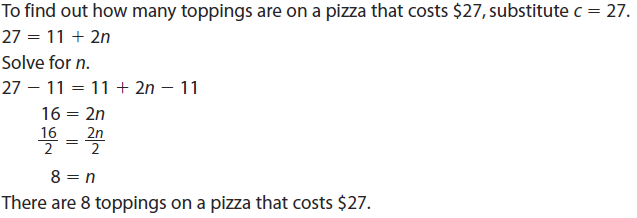 To find out how many toppings are on a pizza that costs $27, substitute c = 27.
27 = 11 + 2n
Solve for n.
27 − 11 = 11 + 2n − 11
16 = 2n
16/2 = 2n/2
8 = n
There are 8 toppings on a pizza that costs $27.